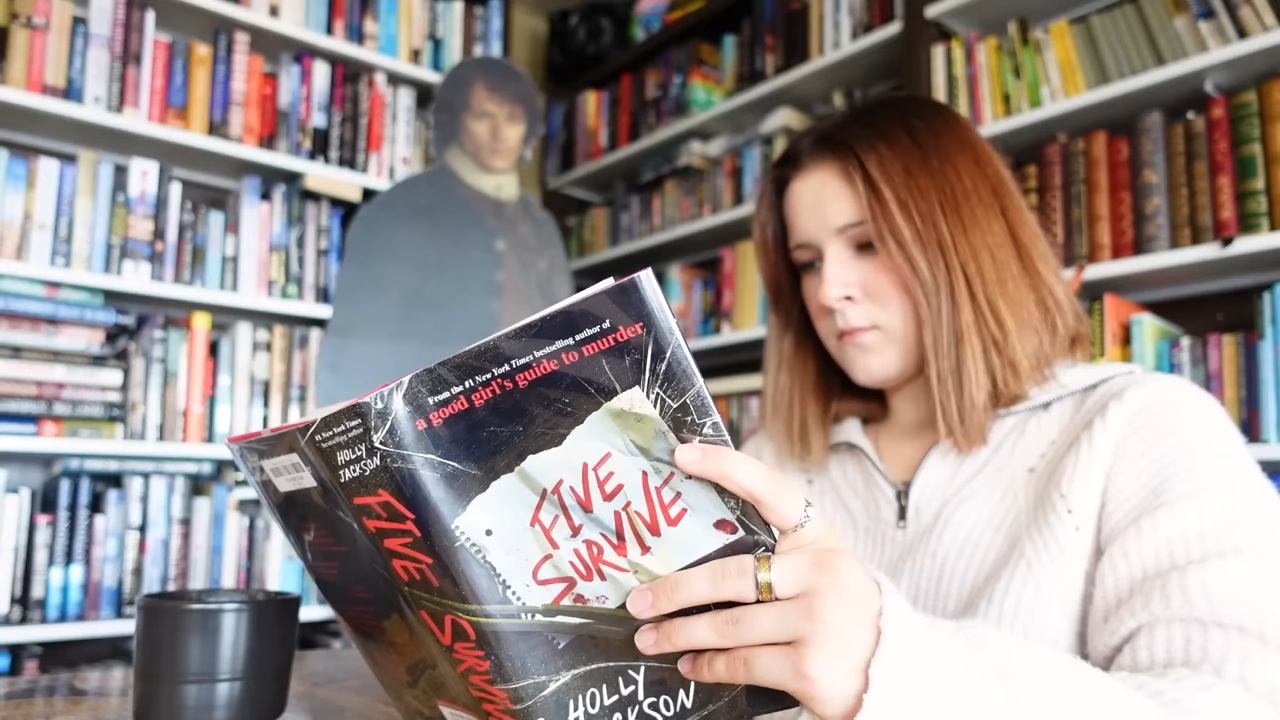 From the #1 New York Times bestselling author of
a good girl's guide to murder
FIVE
SURVIVE
HOLLY
JACKSON
#1 New York Times
bestselling author
HOLLY
JACKSON
FIVE SURVIVE